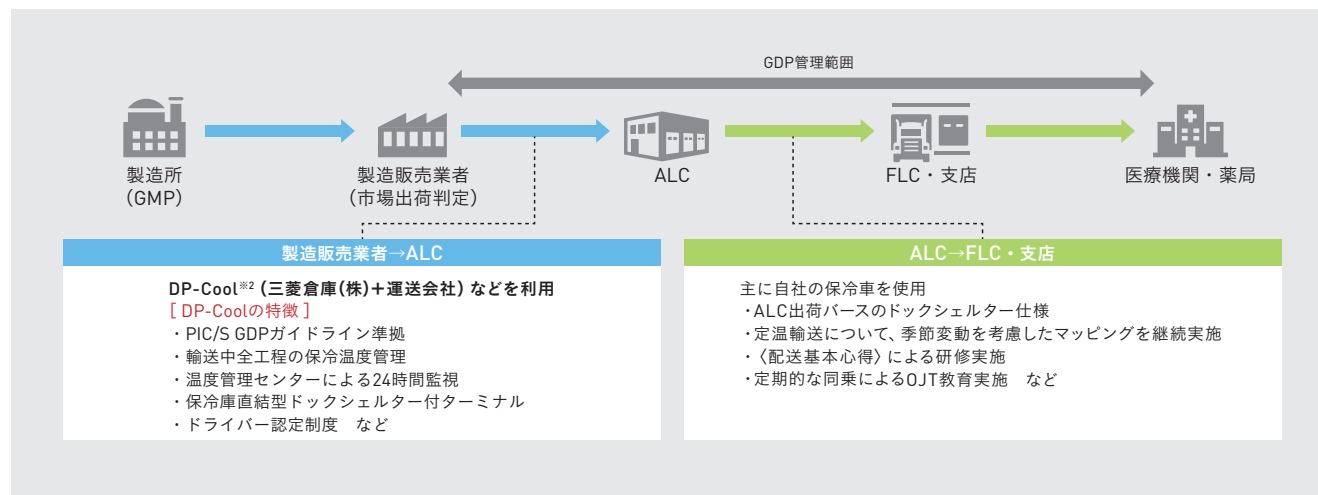 GDP管理範囲
製造所
(GMP)
製造販売業者
(市場出荷判定)
ALC
FLC・支店
医療機関・薬局
製造販売業者→ALC
DP-Cool※2 (三菱倉庫(株)+運送会社) などを利用
[ DP-Coolの特徴 ]
・PIC/S GDPガイドライン準拠
・輸送中全工程の保冷温度管理
・温度管理センターによる24時間監視
・保冷庫直結型ドックシェルター付ターミナル
・ドライバー認定制度　など
ALC→FLC・支店
主に自社の保冷車を使用
・ALC出荷バースのドックシェルター仕様
・定温輸送について、季節変動を考慮したマッピングを継続実施
・〈配送基本心得〉による研修実施
・定期的な同乗によるOJT教育実施　など